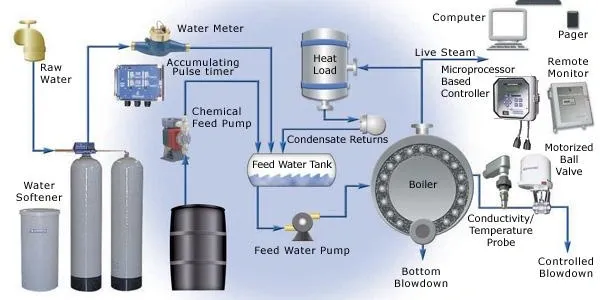 Computer
Pager
Water Meter
Live Steam
Raw
Water
Accumulating
Pulse timer
Heat
Load
Microprocessor
Based
Controller
Remote
Monitor
Chemical
Feed Pump
Condensate Returns
Motorized
Ball
Valve
Feed Water Tank
Water
Softener
Boiler
Conductivity/
Temperature
Probe
Feed Water Pump
Bottom
Blowdown
Controlled
Blowdown